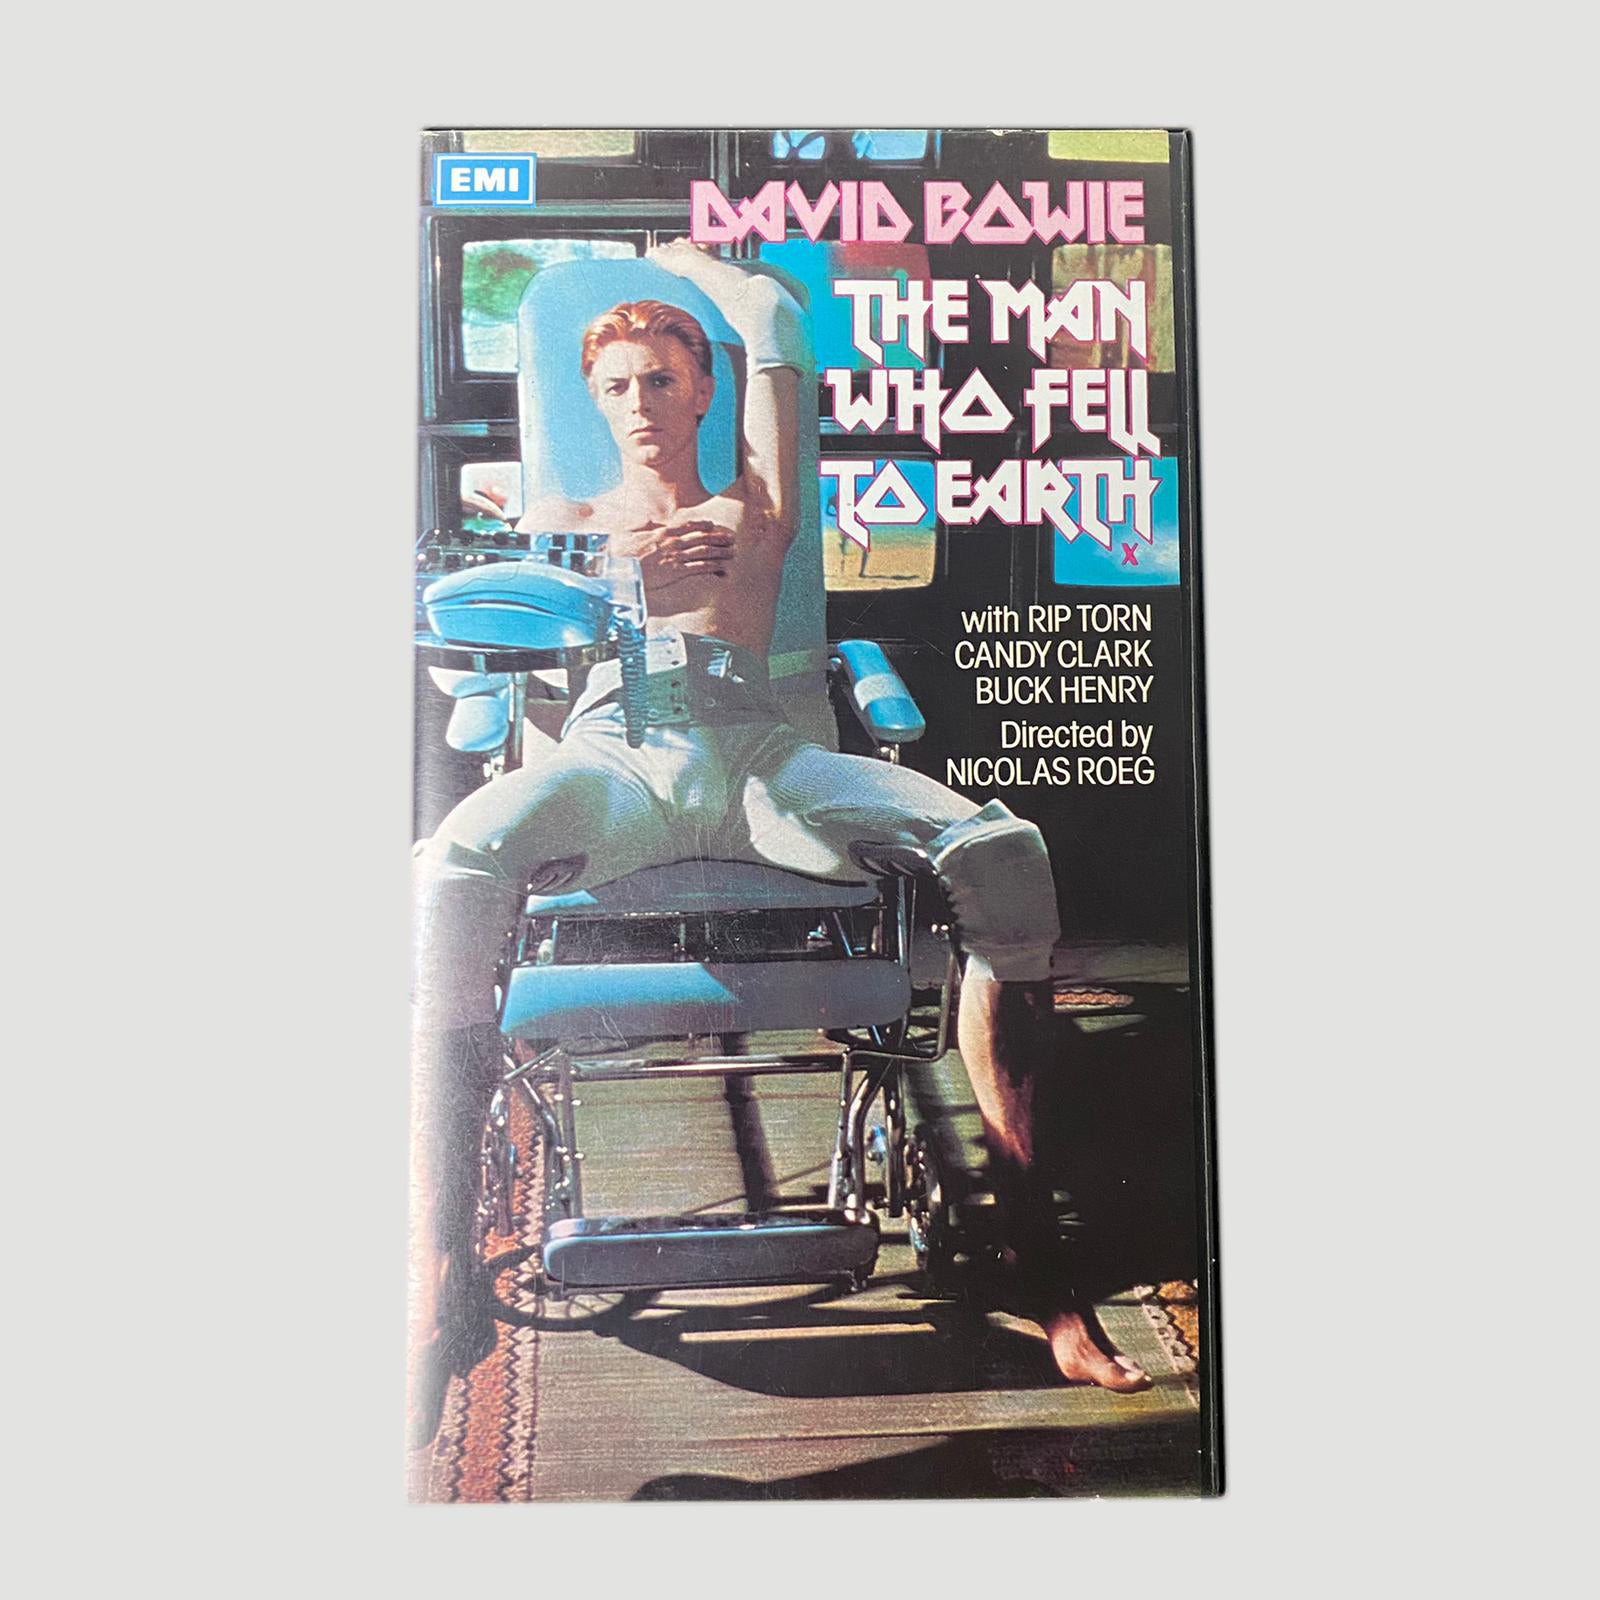 EMI
DAVID BOWIE
THE MAN
WHO FELL
TO EARTH
X
with RIP TORN
CANDY CLARK
BUCK HENRY
Directed by
NICOLAS ROEG